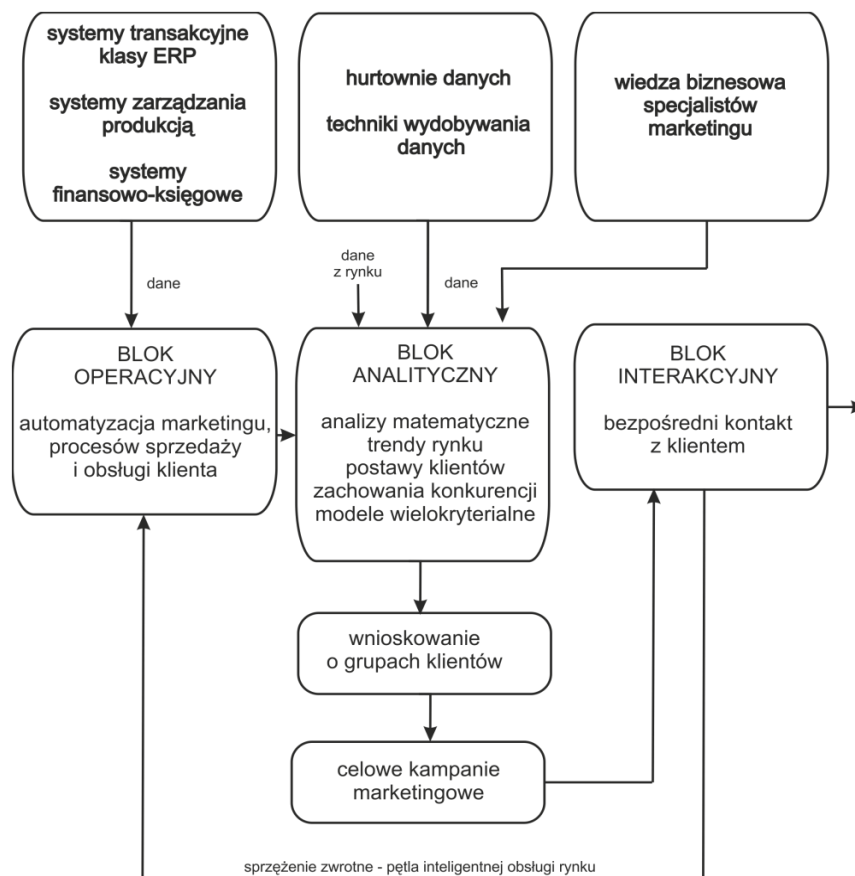 systemy transakcyjne
klasy ERP
systemy zarządzania
produkcją
systemy
finansowo-księgowe
hurtownie danych
techniki wydobywania
danych
wiedza biznesowa
specjalistów
marketingu
dane
dane
z rynku
dane
BLOK
OPERACYJNY
automatyzacja marketingu,
procesów sprzedaży
i obsługi klienta
BLOK
ANALITYCZNY
analizy matematyczne
trendy rynku
postawy klientów
zachowania konkurencji
modele wielokryterialne
BLOK
INTERAKCYJNY
bezpośredni kontakt
z klientem
wnioskowanie
o grupach klientów
celowe kampanie
marketingowe
sprzężenie zwrotne - pętla inteligentnej obsługi rynku